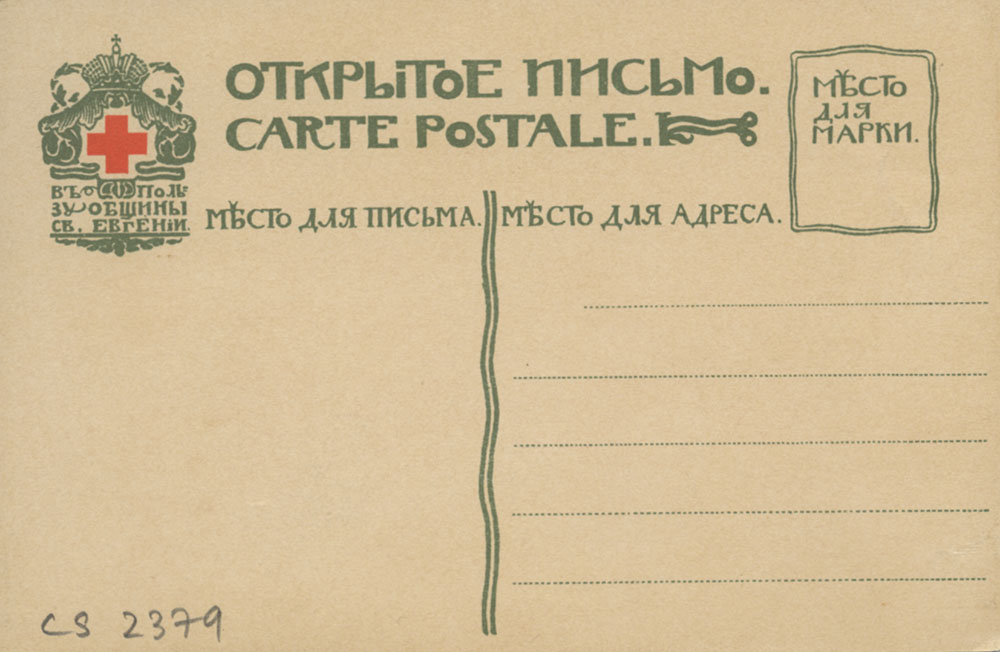 ОТКРЫТОЕ ПИСЬМО.
CARTE POSTALE.
МѢСТО
ДЛЯ
МАРКИ.
ВЪ ПОЛЬ-
ЗУ ОБЩИНЫ
СВ. ЕВГЕНIИ.
МѢСТО ДЛЯ ПИСЬМА.
МѢСТО ДЛЯ АДРЕСА.
CS 2379